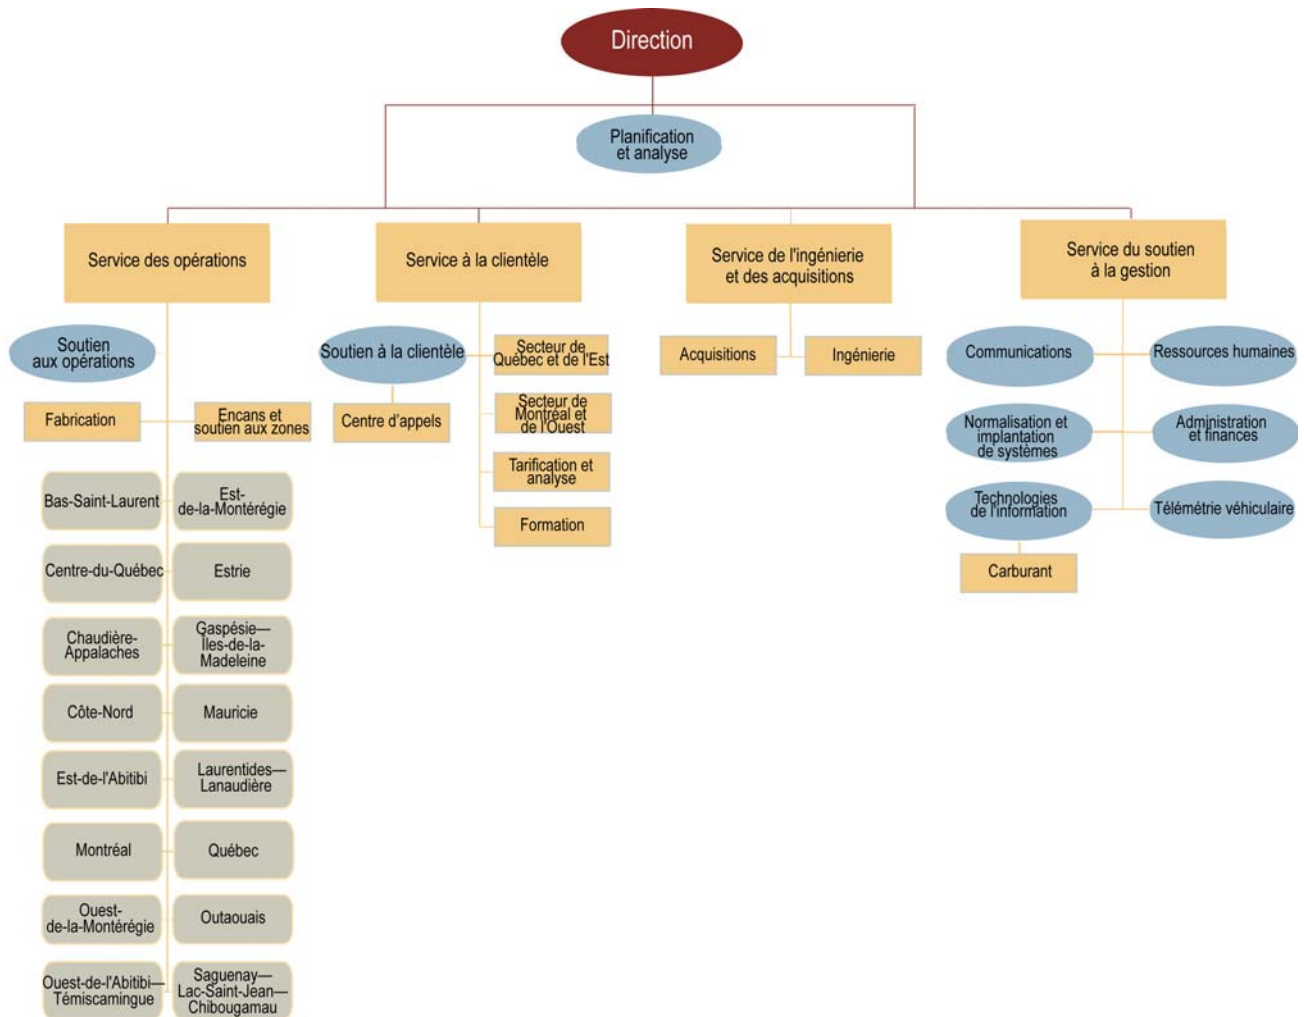 Direction
Planification
et analyse
Service des opérations
Service à la clientèle
Service de l'ingénierie
et des acquisitions
Service du soutien
à la gestion
Soutien
aux opérations
Fabrication
Encans et
soutien aux zones
Bas-Saint-Laurent
Est-
de-la-Montérégie
Centre-du-Québec
Estrie
Chaudière-
Appalaches
Gaspésie—
Îles-de-la-
Madeleine
Côte-Nord
Mauricie
Est-de-l'Abitibi
Laurentides—
Lanaudière
Montréal
Québec
Ouest-
de-la-Montérégie
Outaouais
Ouest-de-l'Abitibi—
Témiscamingue
Saguenay—
Lac-Saint-Jean—
Chibougamau
Soutien à la clientèle
Centre d'appels
Secteur de
Québec et de l'Est
Secteur de
Montréal et
de l'Ouest
Tarification et
analyse
Formation
Acquisitions
Ingénierie
Communications
Ressources humaines
Normalisation et
implantation
de systèmes
Administration
et finances
Technologies
de l'information
Télémétrie véhiculaire
Carburant